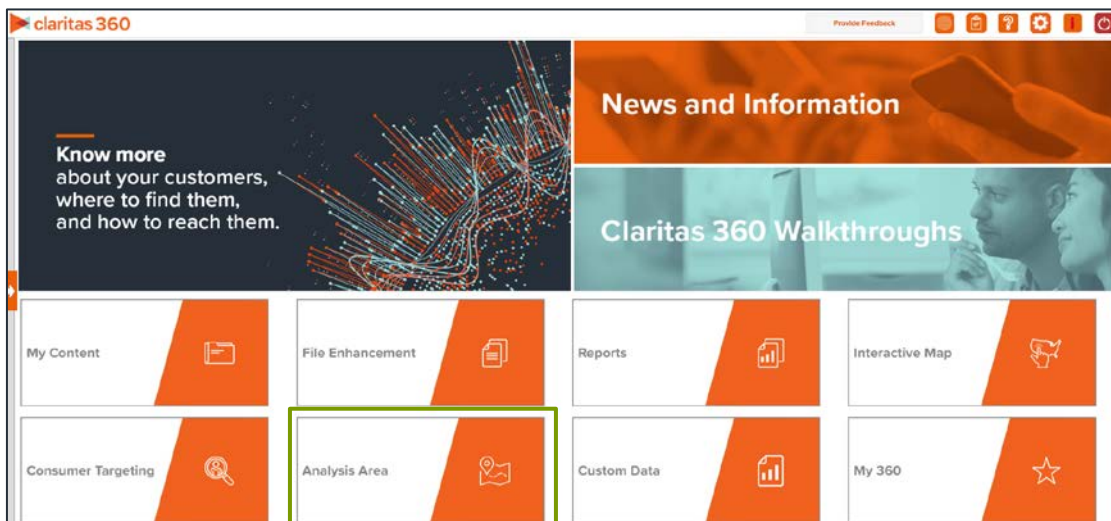 claritas 360
Provide Feedback
Know more
about your customers,
where to find them,
and how to reach them.
News and Information
Claritas 360 Walkthroughs
My Content
File Enhancement
Reports
Interactive Map
Consumer Targeting
Analysis Area
Custom Data
My 360